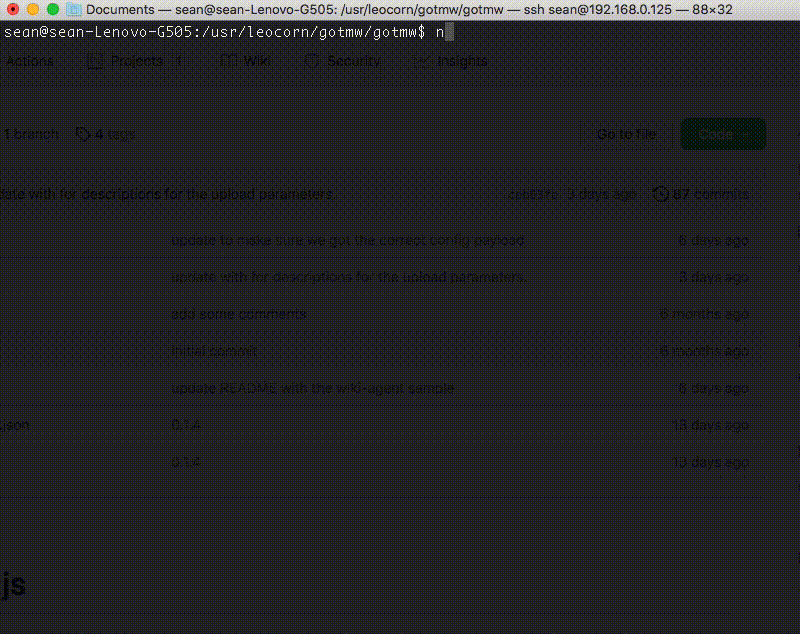 Documents — sean@sean-Lenovo-G505: /usr/leocorn/gotmw/gotmw — ssh sean@192.168.0.125 — 88×32
sean@sean-Lenovo-G505:/usr/leocorn/gotmw/gotmw$ n
Actions Projects 1 Wiki Security Insights
1 branch 4 tags Go to file Code
date with for descriptions for the upload parameters. 3 days ago 87 commits
update to make sure we got the correct config payload 6 days ago
update with for descriptions for the upload parameters. 3 days ago
add some comments 6 months ago
Initial commit 6 months ago
update README with the wiki-agent sample 6 days ago
.json 0.1.4 13 days ago
0.1.4 13 days ago
js